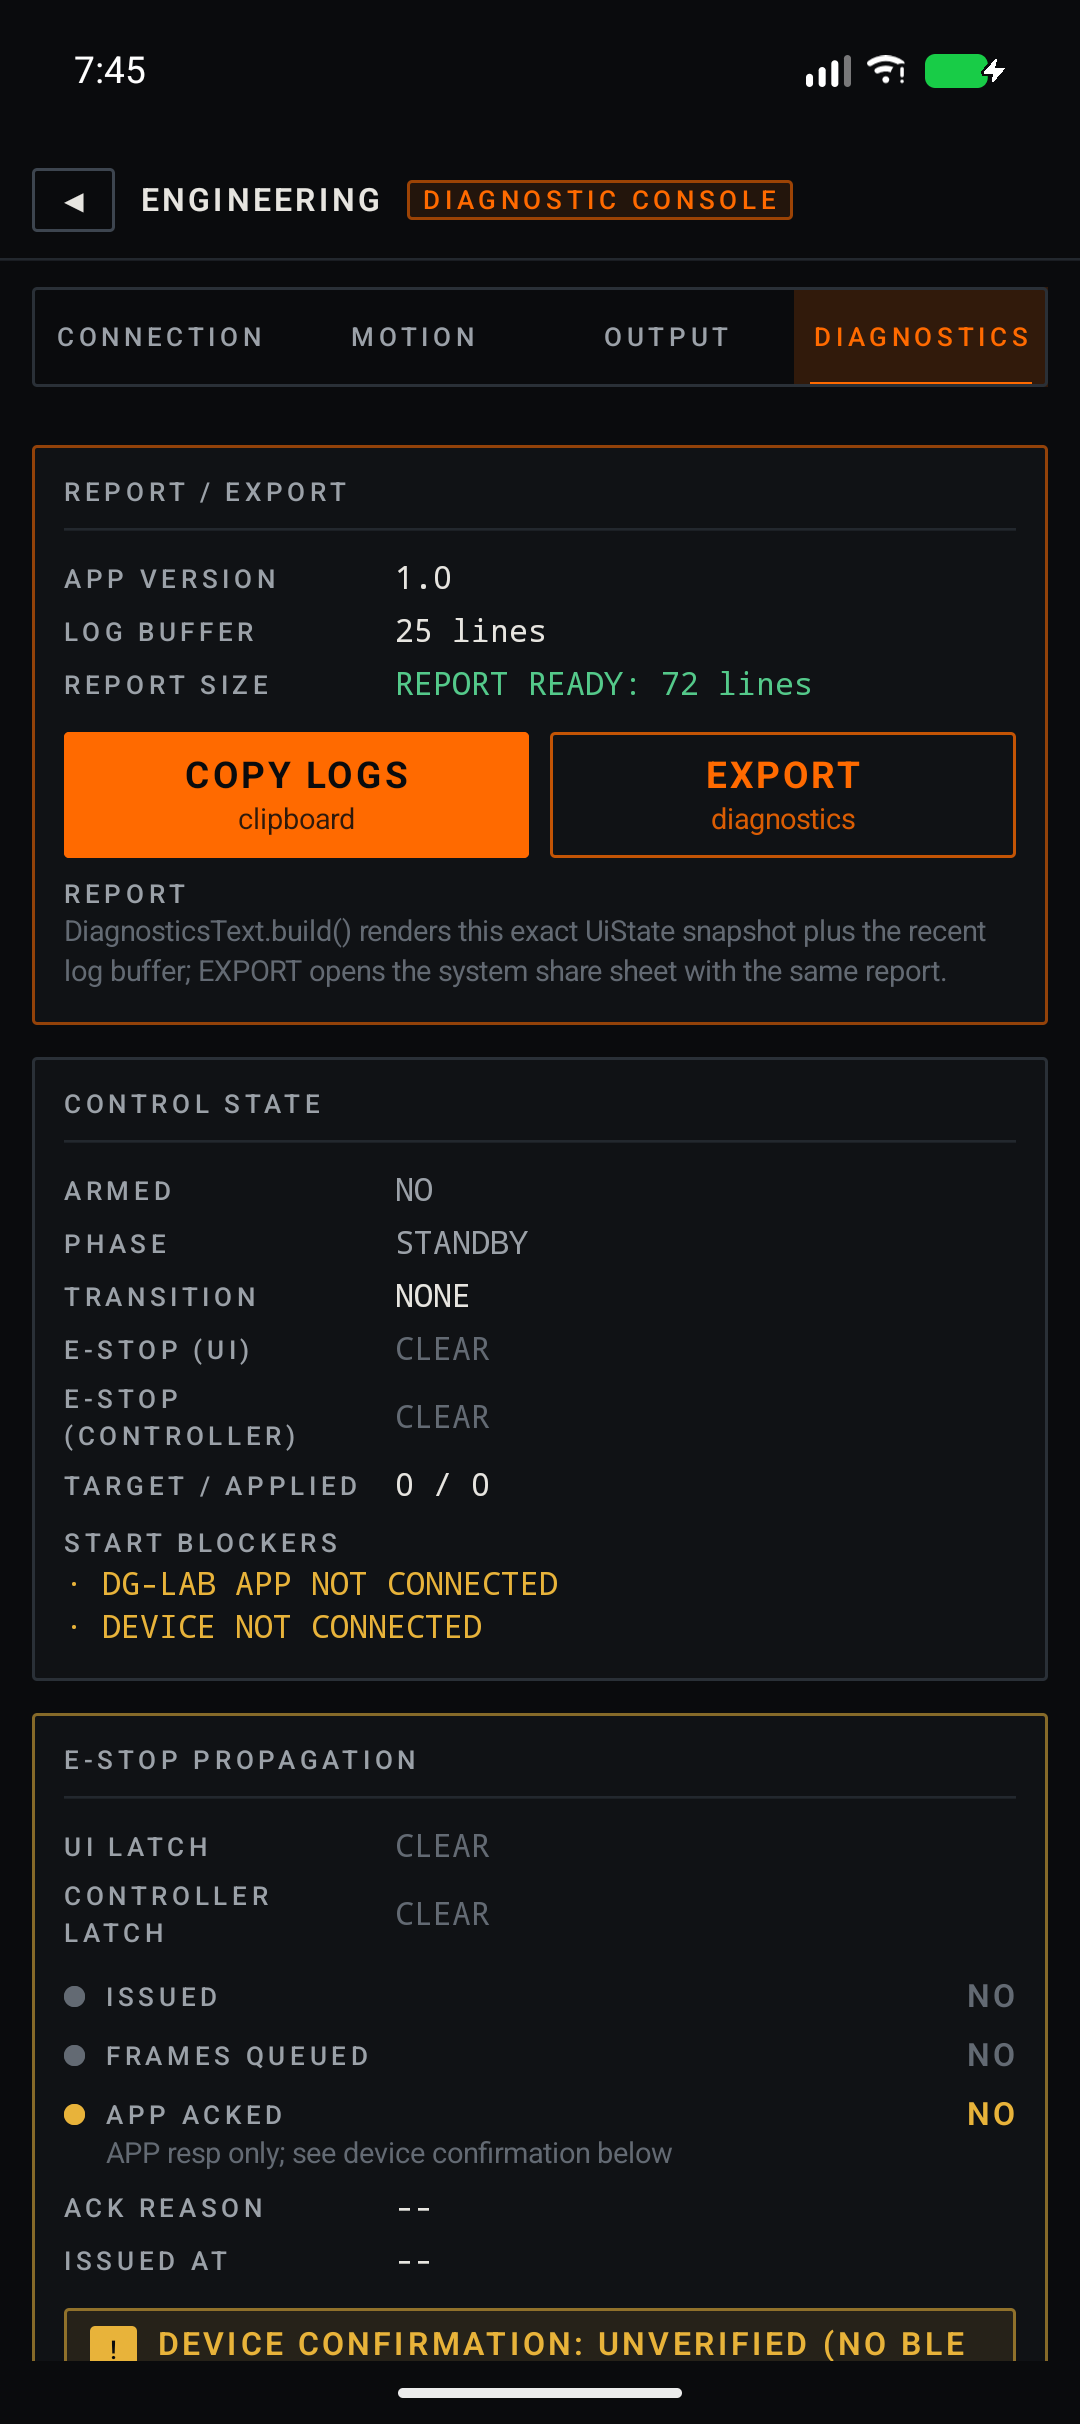 7:45
ENGINEERING DIAGNOSTIC CONSOLE
CONNECTION MOTION OUTPUT DIAGNOSTICS
REPORT / EXPORT
APP VERSION 1.0
LOG BUFFER 25 lines
REPORT SIZE REPORT READY: 72 lines
COPY LOGS EXPORT
clipboard diagnostics
REPORT
DiagnosticsText.build() renders this exact UiState snapshot plus the recent
log buffer; EXPORT opens the system share sheet with the same report.
CONTROL STATE
ARMED NO
PHASE STANDBY
TRANSITION NONE
E-STOP (UI) CLEAR
E-STOP
(CONTROLLER) CLEAR
TARGET / APPLIED 0 / 0
START BLOCKERS
· DG-LAB APP NOT CONNECTED
· DEVICE NOT CONNECTED
E-STOP PROPAGATION
UI LATCH CLEAR
CONTROLLER
LATCH CLEAR
ISSUED NO
FRAMES QUEUED NO
APP ACKED NO
APP resp only; see device confirmation below
ACK REASON --
ISSUED AT --
! DEVICE CONFIRMATION: UNVERIFIED (NO BLE